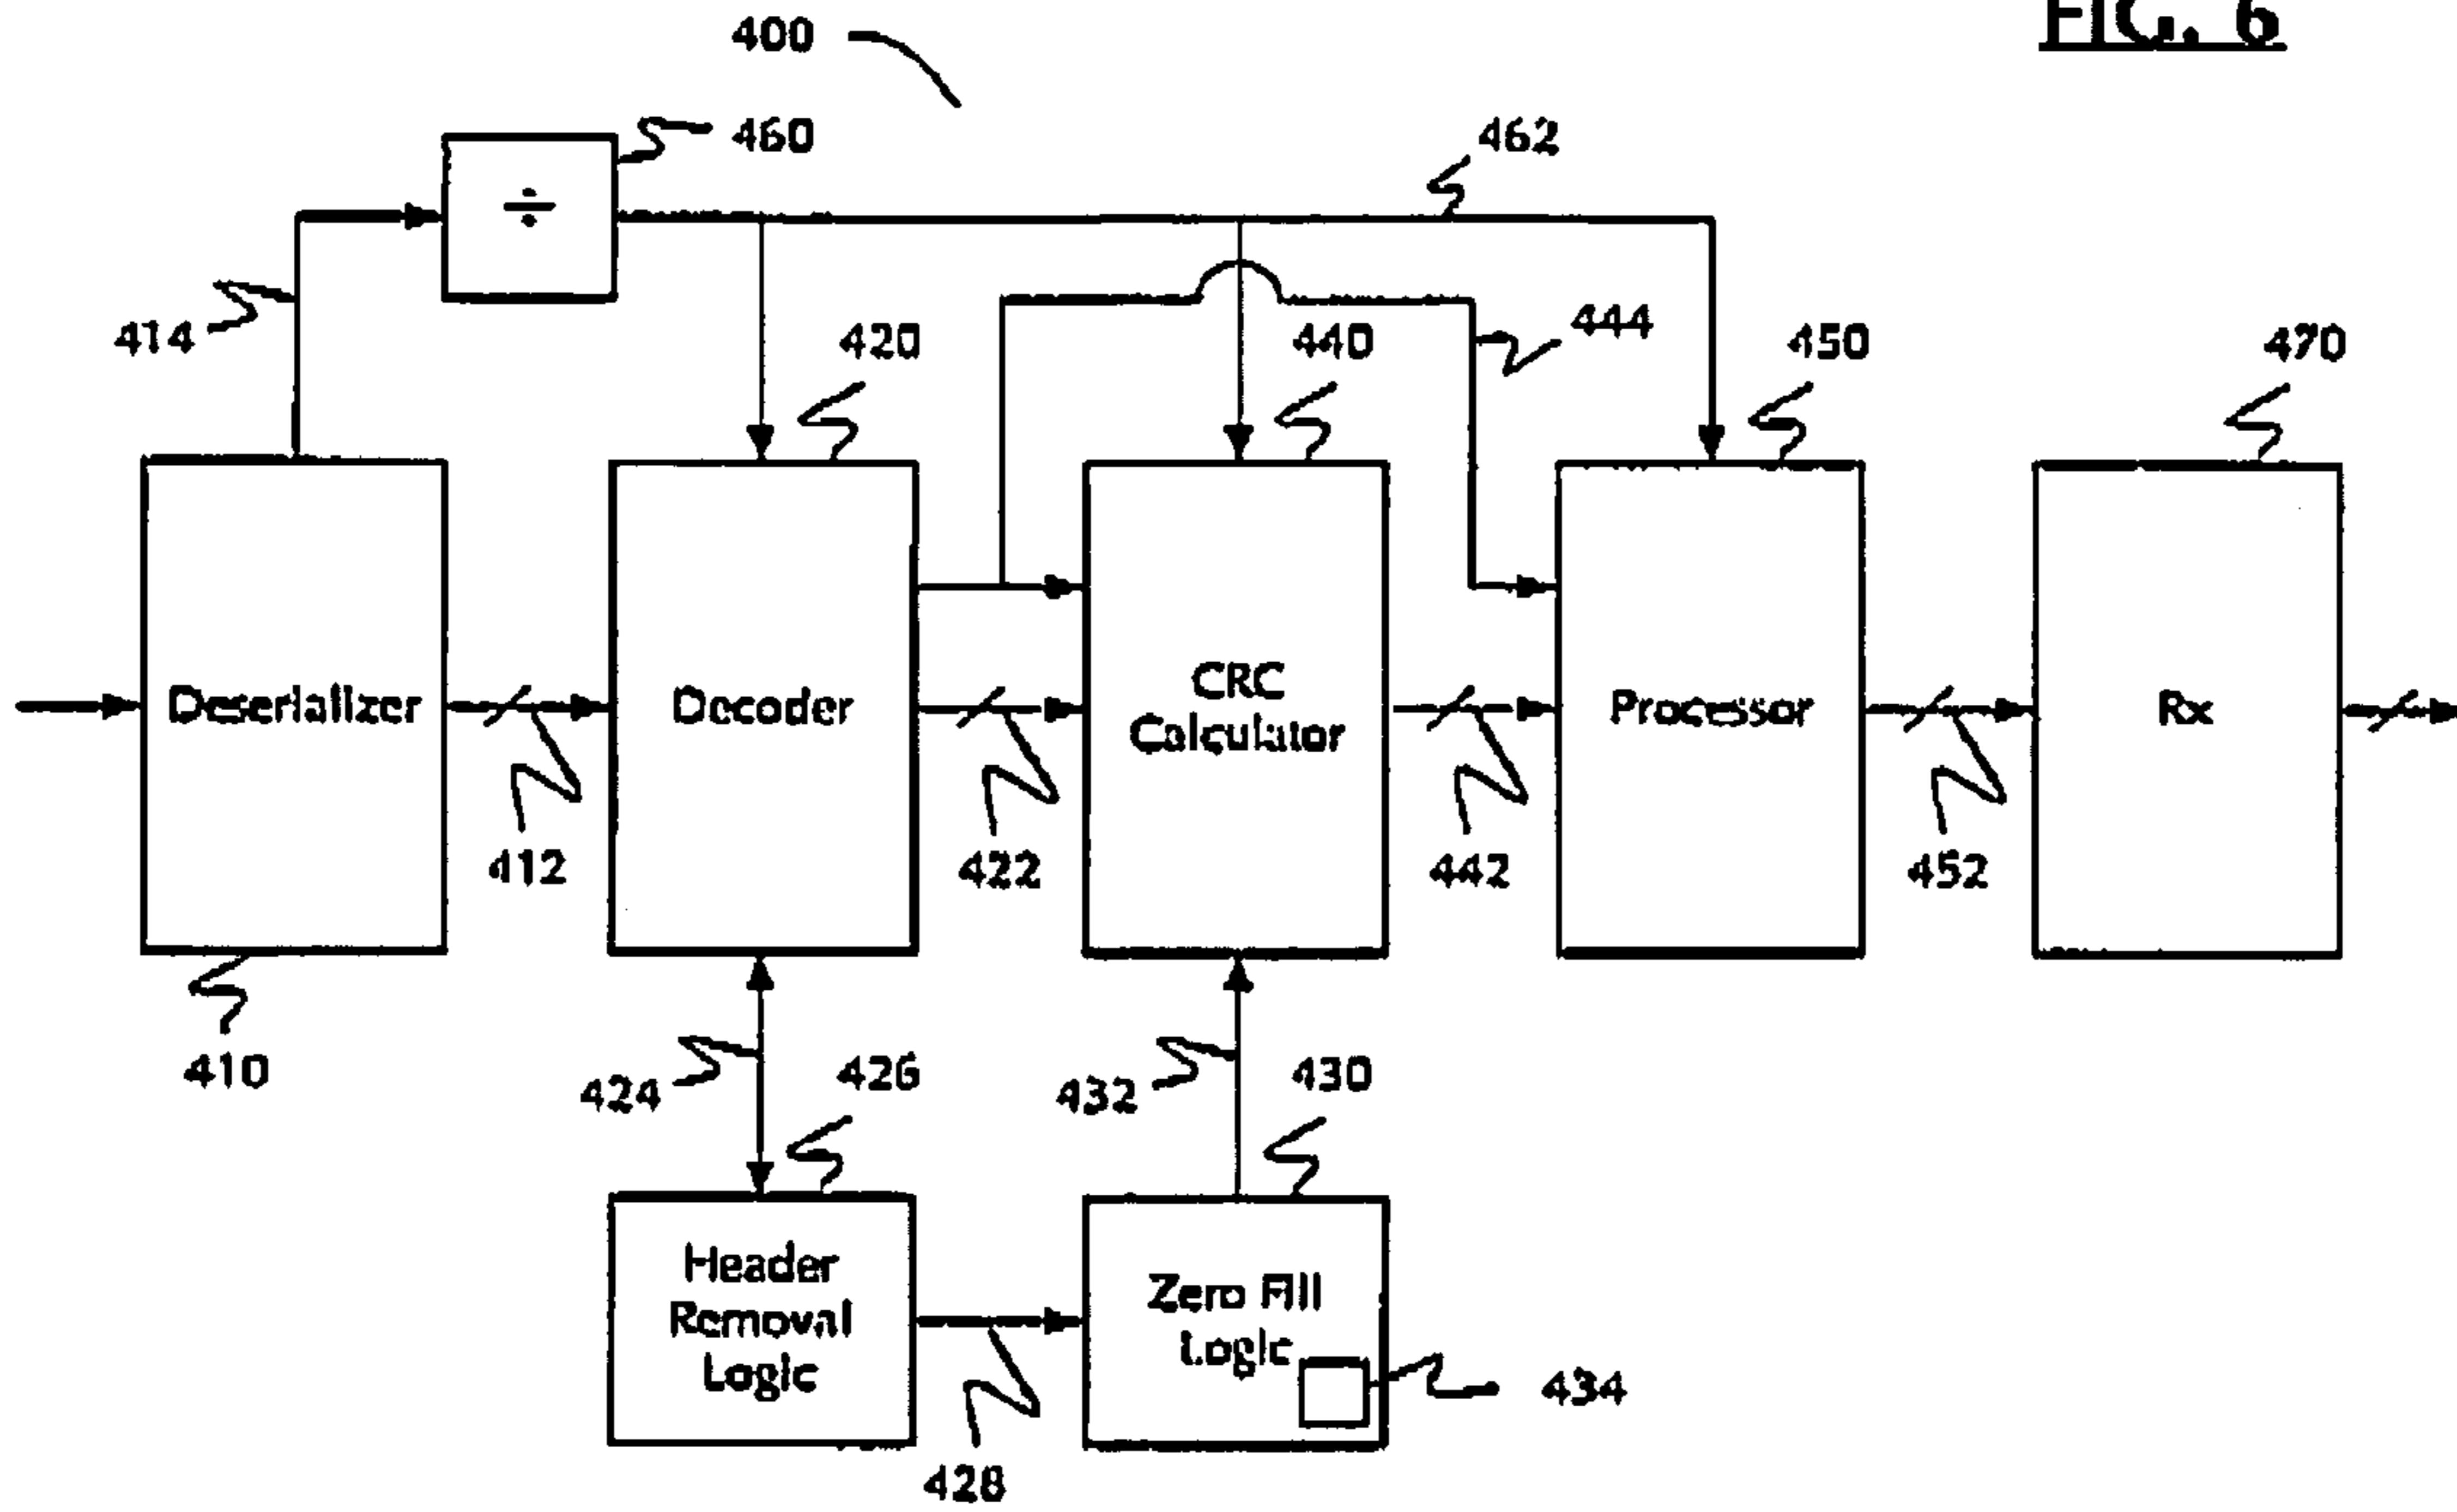 FIG. 6
400
460
÷
462
414
420
440
444
450
470
Deserializer
Decoder
CRC
Calculator
Processor
Rx
412
422
442
452
410
424
426
432
430
Header
Removal
Logic
Zero Fill
Logic
434
428